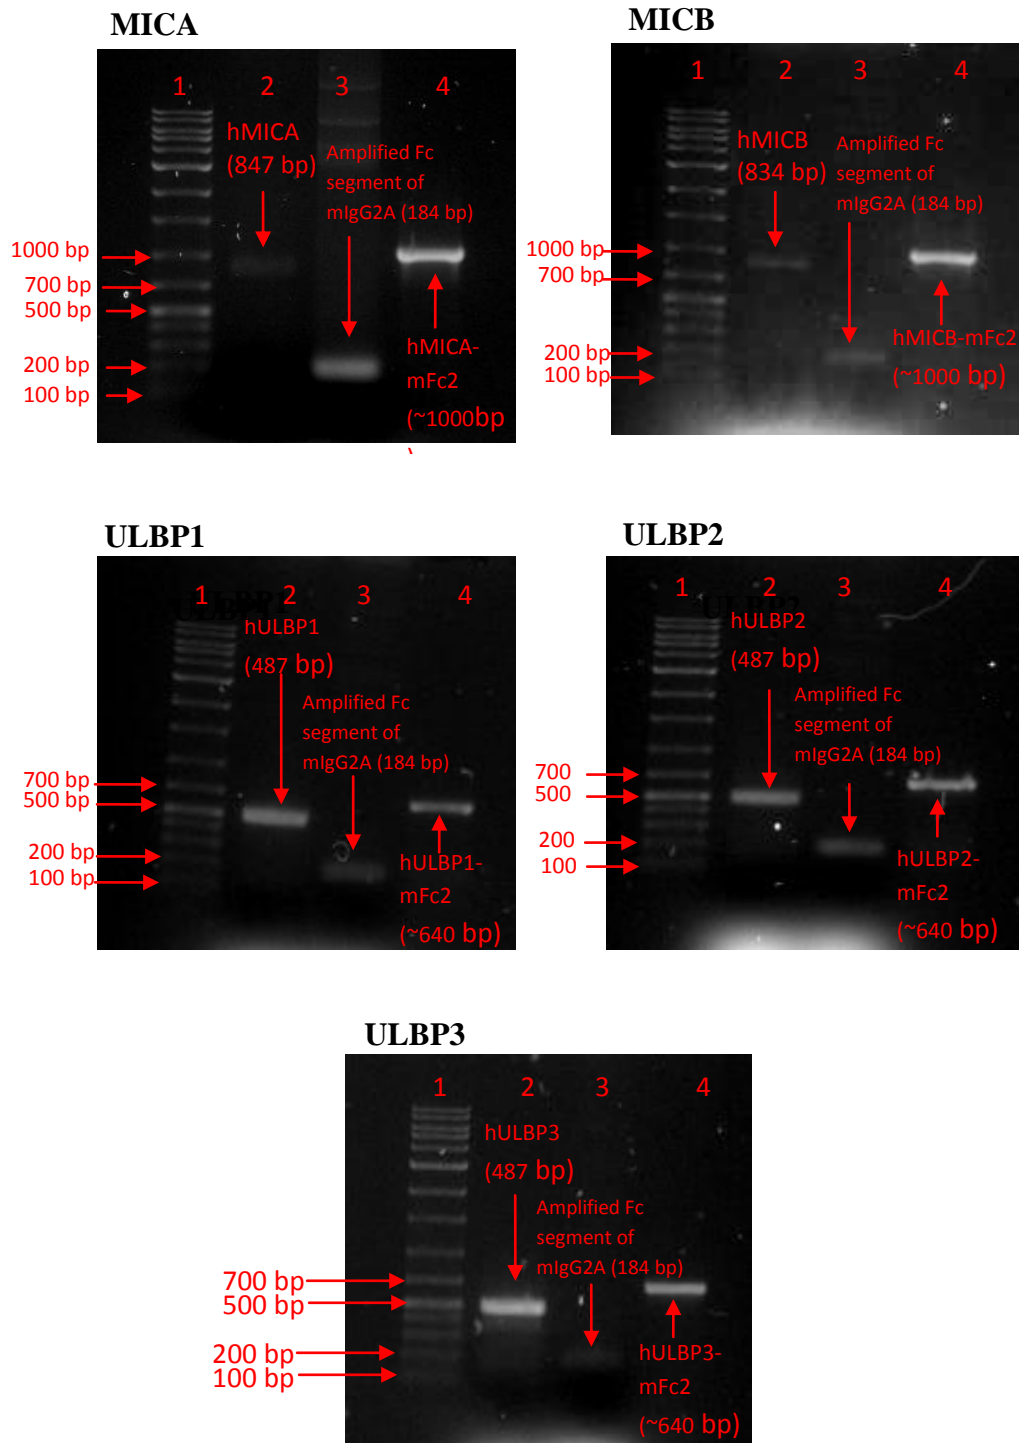 MICA
1 2 3 4
hMICA
(847 bp)
Amplified Fc
segment of
mIgG2A (184 bp)
1000 bp
700 bp
500 bp
200 bp
100 bp
hMICA-
mFc2
(~1000bp
)
MICB
1 2 3 4
hMICB
(834 bp)
Amplified Fc
segment of
mIgG2A (184 bp)
1000 bp
700 bp
200 bp
100 bp
hMICB-mFc2
(~1000 bp)
ULBP1
1 2 3 4
ULBP1
hULBP1
(487 bp)
Amplified Fc
segment of
mIgG2A (184 bp)
700 bp
500 bp
200 bp
100 bp
hULBP1-
mFc2
(~640 bp)
ULBP2
1 2 3 4
ULBP2
hULBP2
(487 bp)
Amplified Fc
segment of
mIgG2A (184 bp)
700
500
200
100
hULBP2-
mFc2
(~640 bp)
ULBP3
1 2 3 4
hULBP3
(487 bp)
Amplified Fc
segment of
mIgG2A (184 bp)
700 bp
500 bp
200 bp
100 bp
hULBP3-
mFc2
(~640 bp)